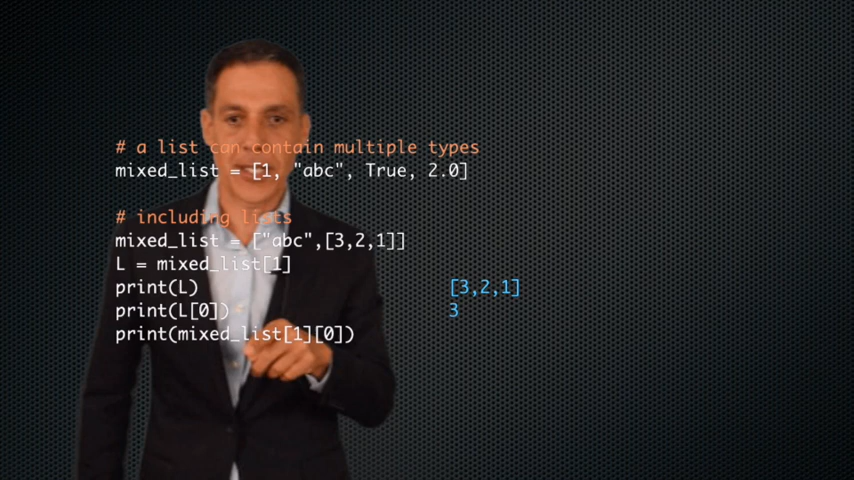 # a list can contain multiple types
mixed_list = [1, "abc", True, 2.0]
# including lists
mixed_list = ["abc",[3,2,1]]
L = mixed_list[1]
print(L) [3,2,1]
print(L[0]) 3
print(mixed_list[1][0])